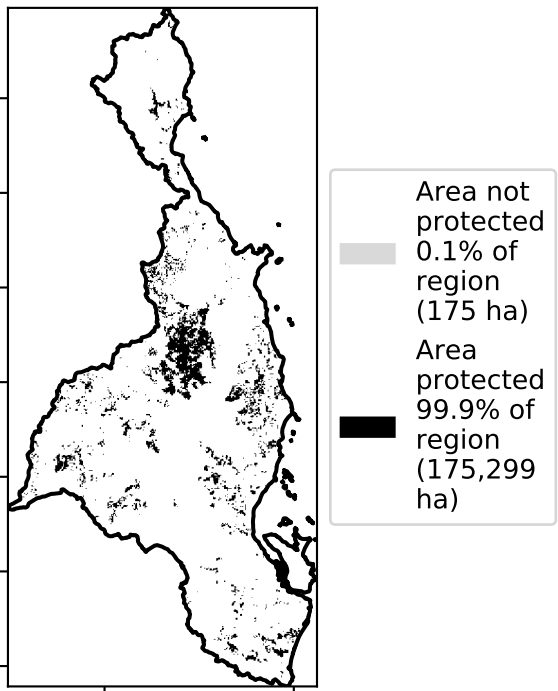 Area not
protected
0.1% of
region
(175 ha)
Area
protected
99.9% of
region
(175,299
ha)